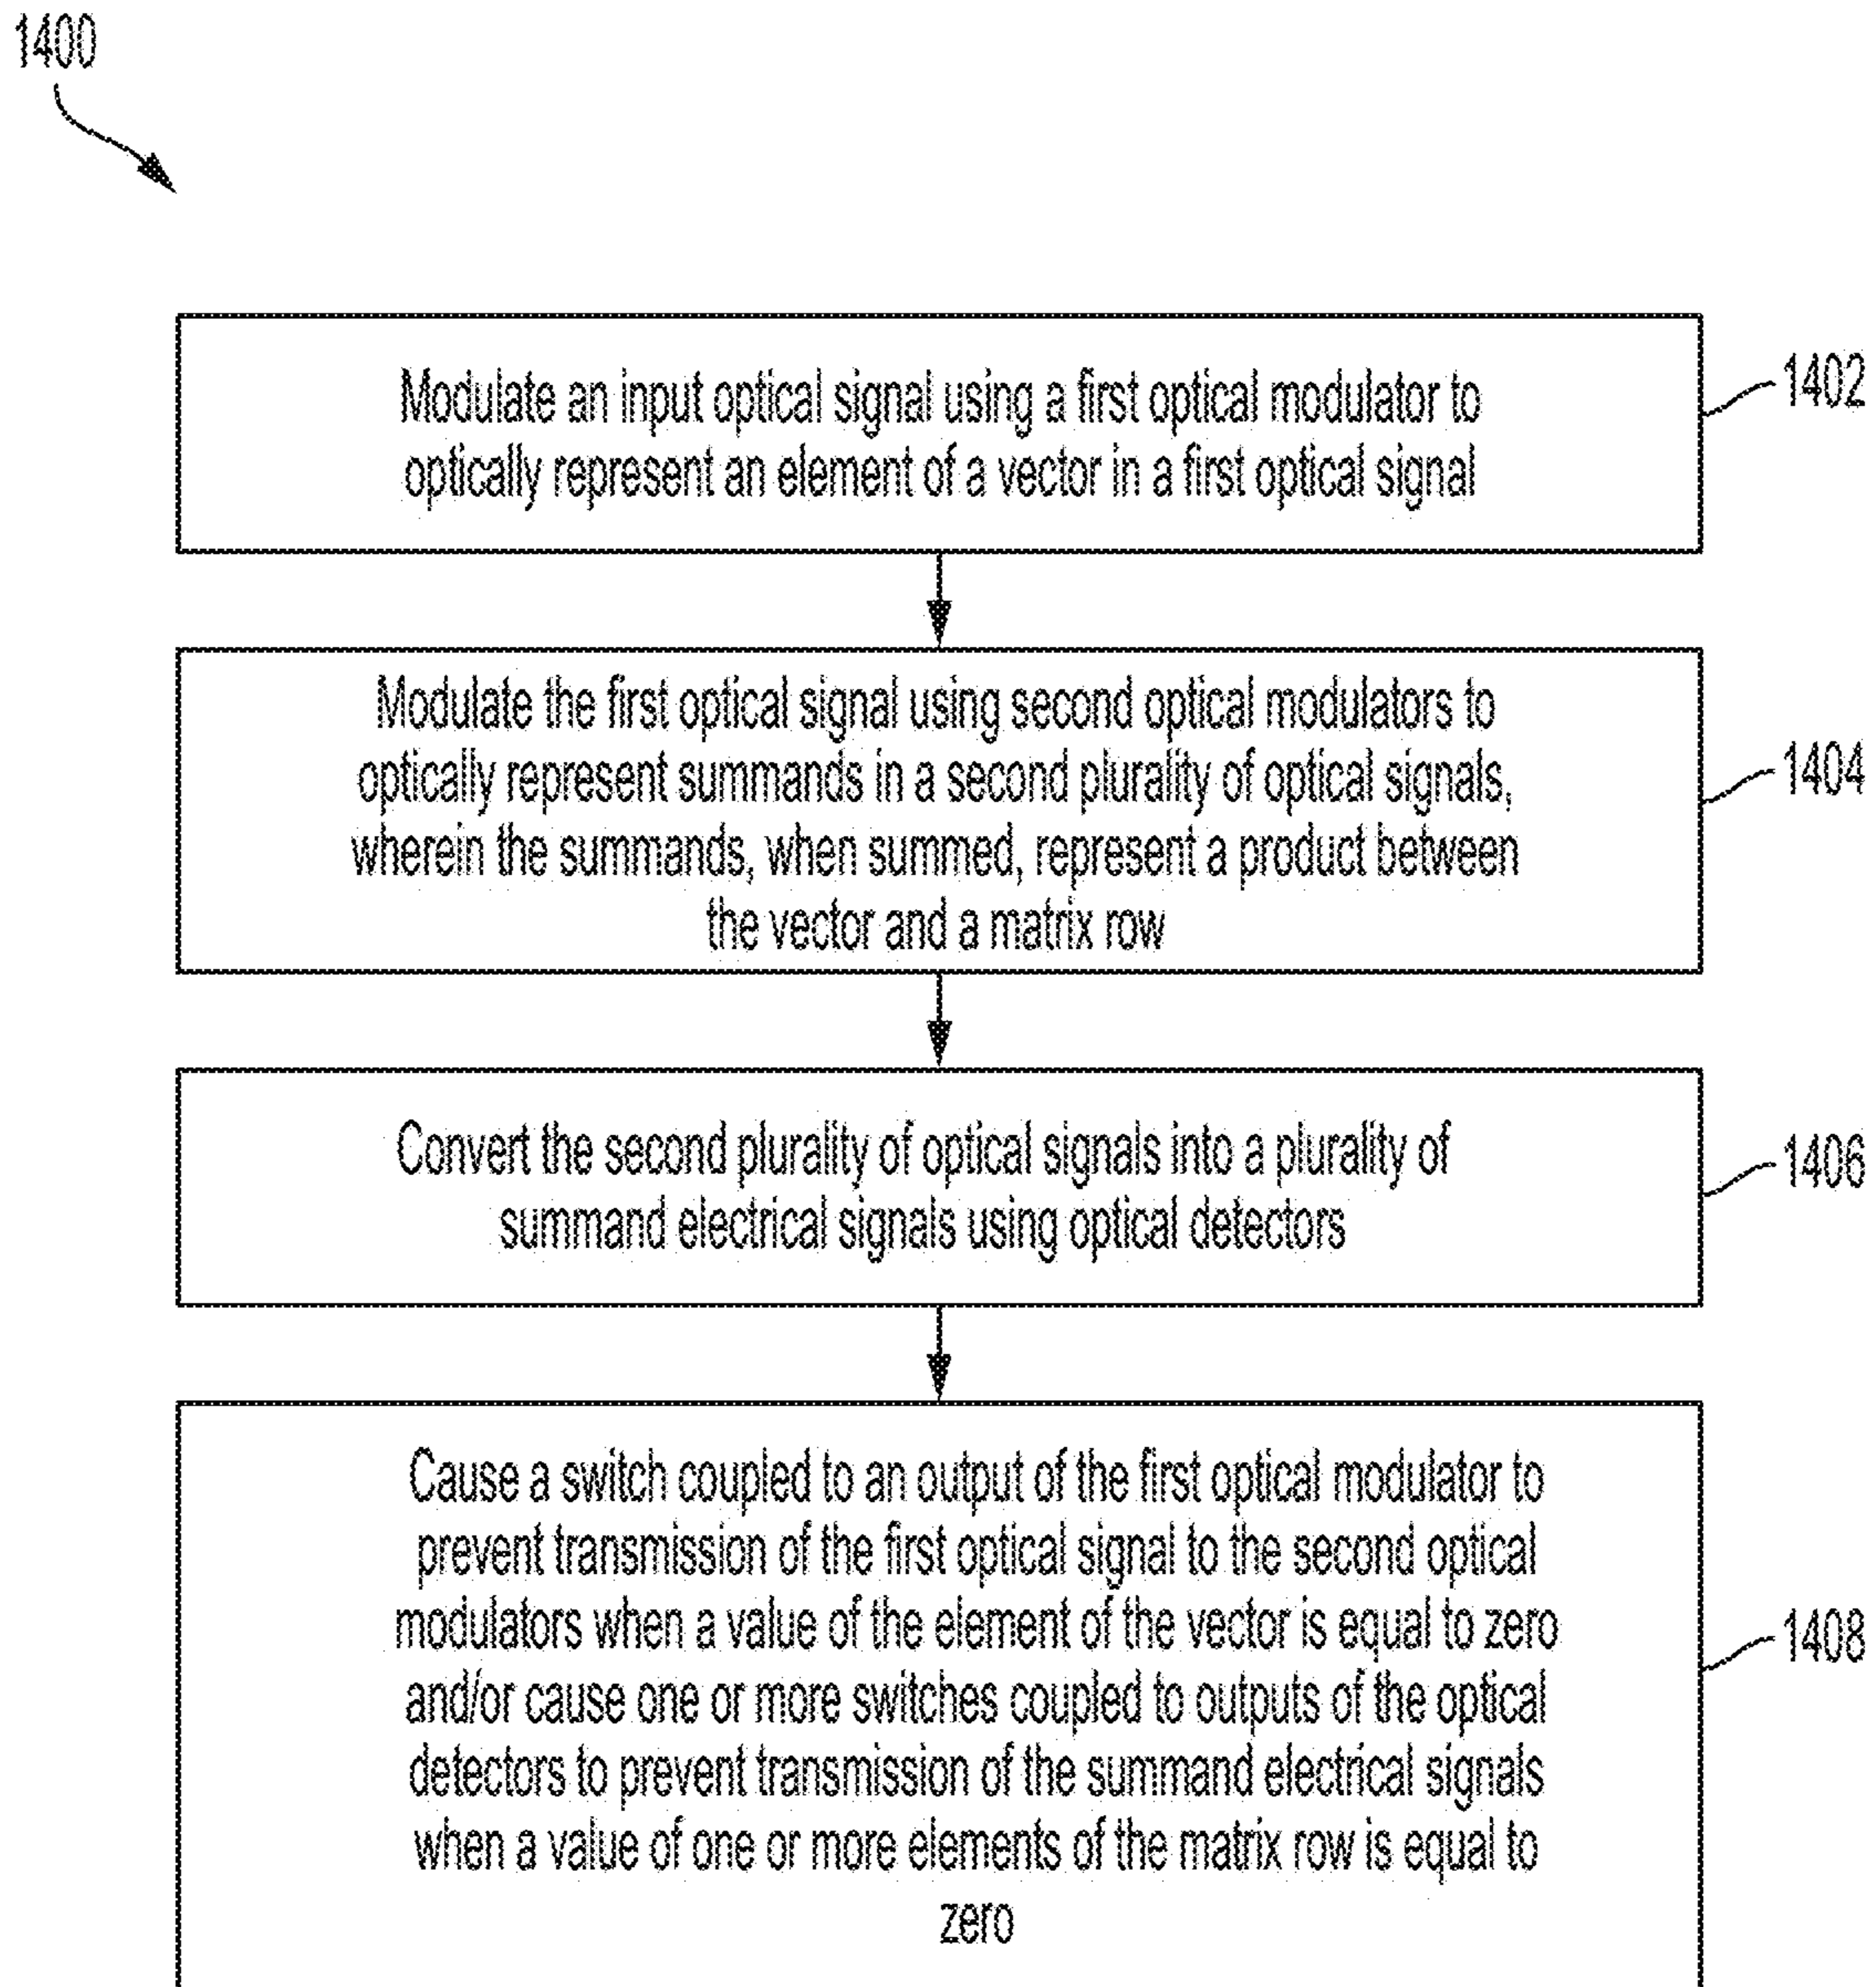 1400
Modulate an input optical signal using a first optical modulator to
optically represent an element of a vector in a first optical signal
1402
Modulate the first optical signal using second optical modulators to
optically represent summands in a second plurality of optical signals,
wherein the summands, when summed, represent a product between
the vector and a matrix row
1404
Convert the second plurality of optical signals into a plurality of
summand electrical signals using optical detectors
1406
Cause a switch coupled to an output of the first optical modulator to
prevent transmission of the first optical signal to the second optical
modulators when a value of the element of the vector is equal to zero
and/or cause one or more switches coupled to outputs of the optical
detectors to prevent transmission of the summand electrical signals
when a value of one or more elements of the matrix row is equal to
zero
1408